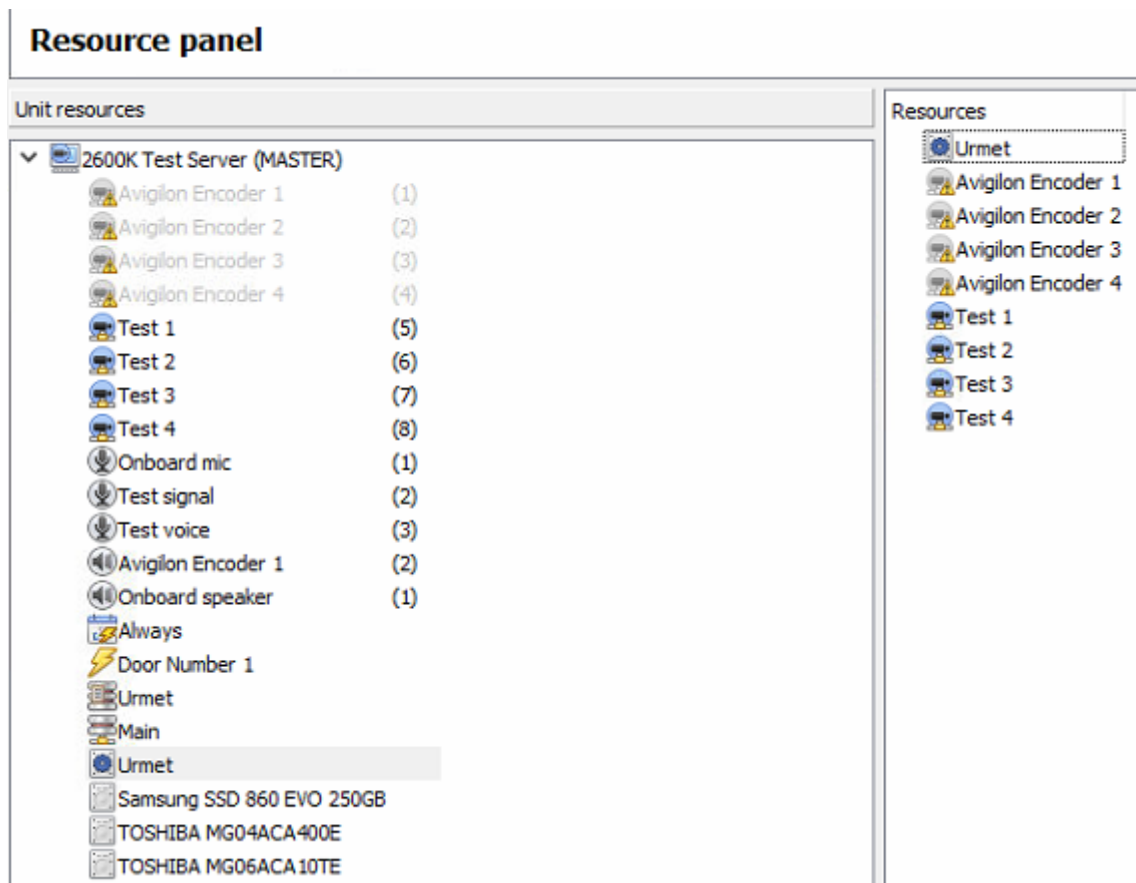 Resource panel
Unit resources
2600K Test Server (MASTER)
Avigilon Encoder 1 (1)
Avigilon Encoder 2 (2)
Avigilon Encoder 3 (3)
Avigilon Encoder 4 (4)
Test 1 (5)
Test 2 (6)
Test 3 (7)
Test 4 (8)
Onboard mic (1)
Test signal (2)
Test voice (3)
Avigilon Encoder 1 (2)
Onboard speaker (1)
Always
Door Number 1
Urmet
Main
Urmet
Samsung SSD 860 EVO 250GB
TOSHIBA MG04ACA400E
TOSHIBA MG06ACA10TE
Resources
Urmet
Avigilon Encoder 1
Avigilon Encoder 2
Avigilon Encoder 3
Avigilon Encoder 4
Test 1
Test 2
Test 3
Test 4